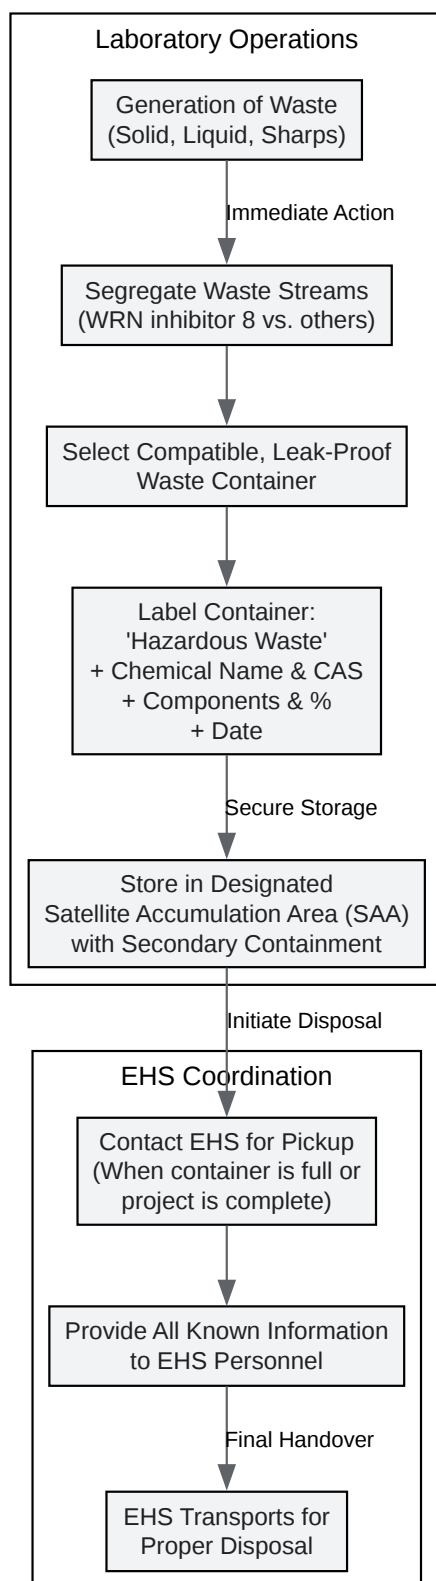 Laboratory Operations
Generation of Waste
(Solid, Liquid, Sharps)
Immediate Action
Segregate Waste Streams
(WRN inhibitor 8 vs. others)
Select Compatible, Leak-Proof
Waste Container
Label Container:
'Hazardous Waste'
+ Chemical Name & CAS
+ Components & %
+ Date
Secure Storage
Store in Designated
Satellite Accumulation Area (SAA)
with Secondary Containment
Initiate Disposal
EHS Coordination
Contact EHS for Pickup
(When container is full or
project is complete)
Provide All Known Information
to EHS Personnel
Final Handover
EHS Transports for
Proper Disposal